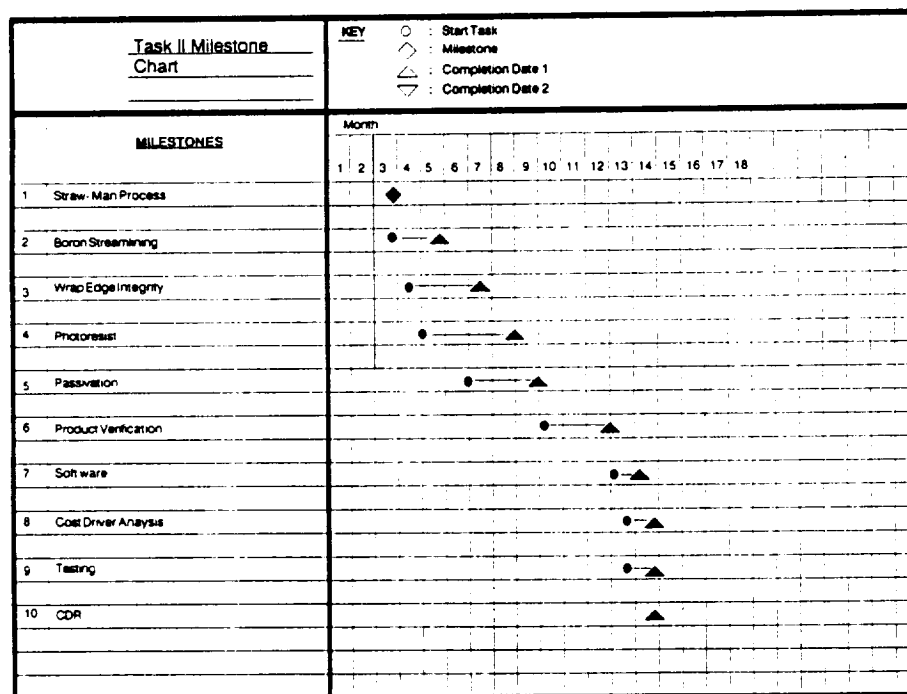 Task II Milestone
Chart
KEY
: Start Task
: Milestone
: Completion Date 1
: Completion Date 2
MILESTONES
Month
1 2 3 4 5 6 7 8 9 10 11 12 13 14 15 16 17 18
1 Straw-Man Process
2 Boron Streamlining
3 Wrap Edge Integrity
4 Photoresist
5 Passivation
6 Product Verification
7 Software
8 Cost Driver Anaysis
9 Testing
10 CDR